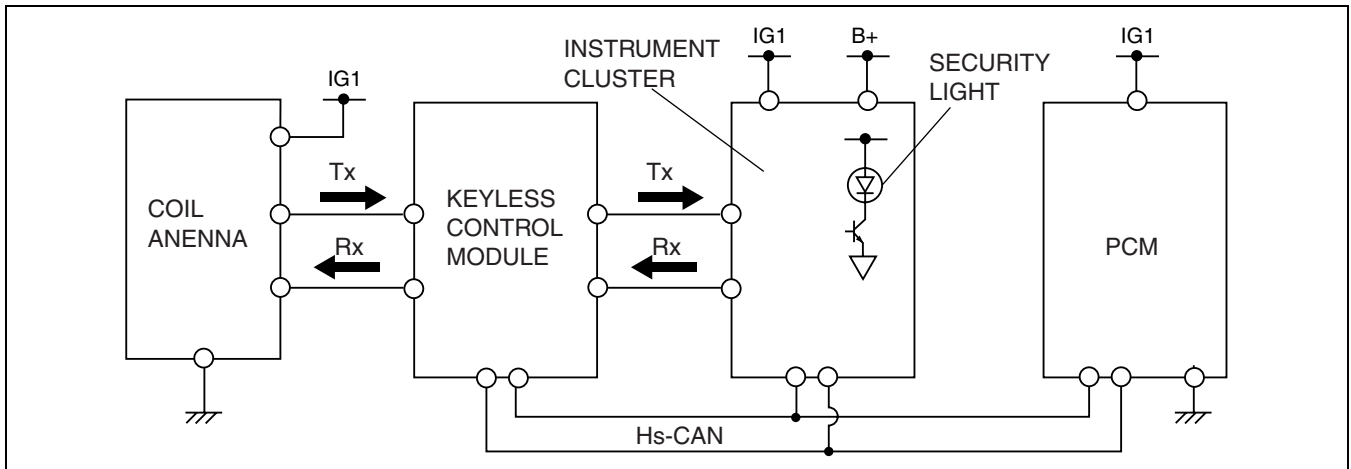 IG1
COIL
ANENNA
Tx
Rx
KEYLESS
CONTROL
MODULE
Tx
Rx
INSTRUMENT
CLUSTER
IG1
B+
SECURITY
LIGHT
IG1
PCM
Hs-CAN